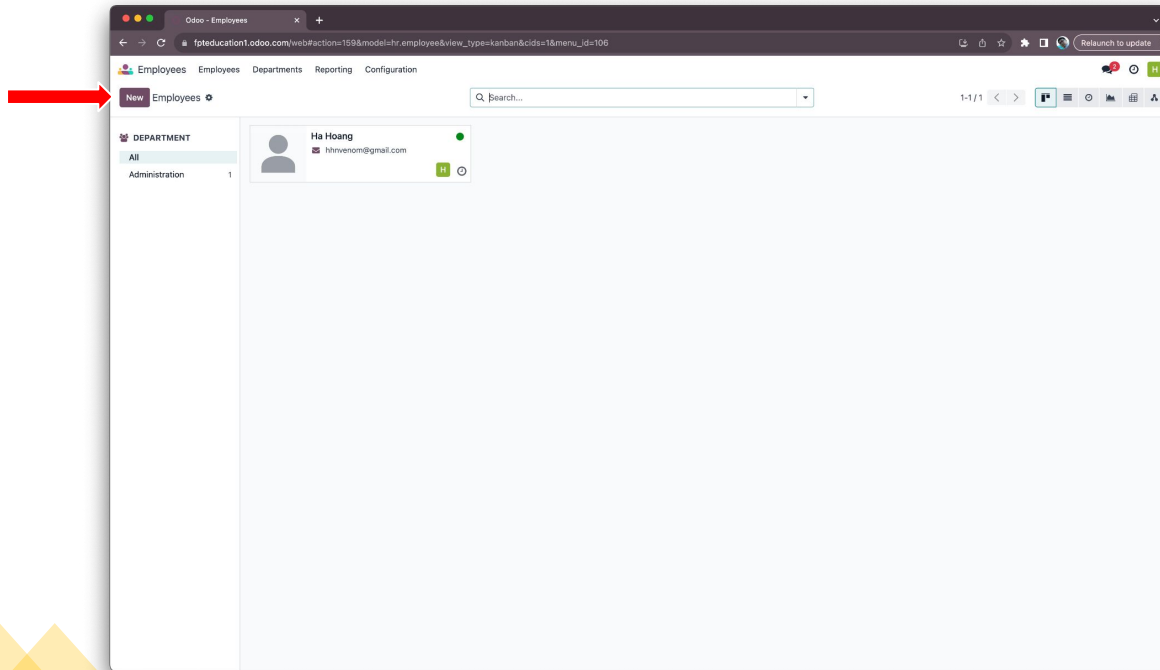 Odoo - Employees
fpteducation1.odoo.com/web#action=159&model=hr.employee&view_type=kanban&cids=1&menu_id=106
Relaunch to update
Employees Employees Departments Reporting Configuration
2
H
New Employees
Search...
1-1 / 1
DEPARTMENT
All
Administration 1
Ha Hoang
hhnvenom@gmail.com
H